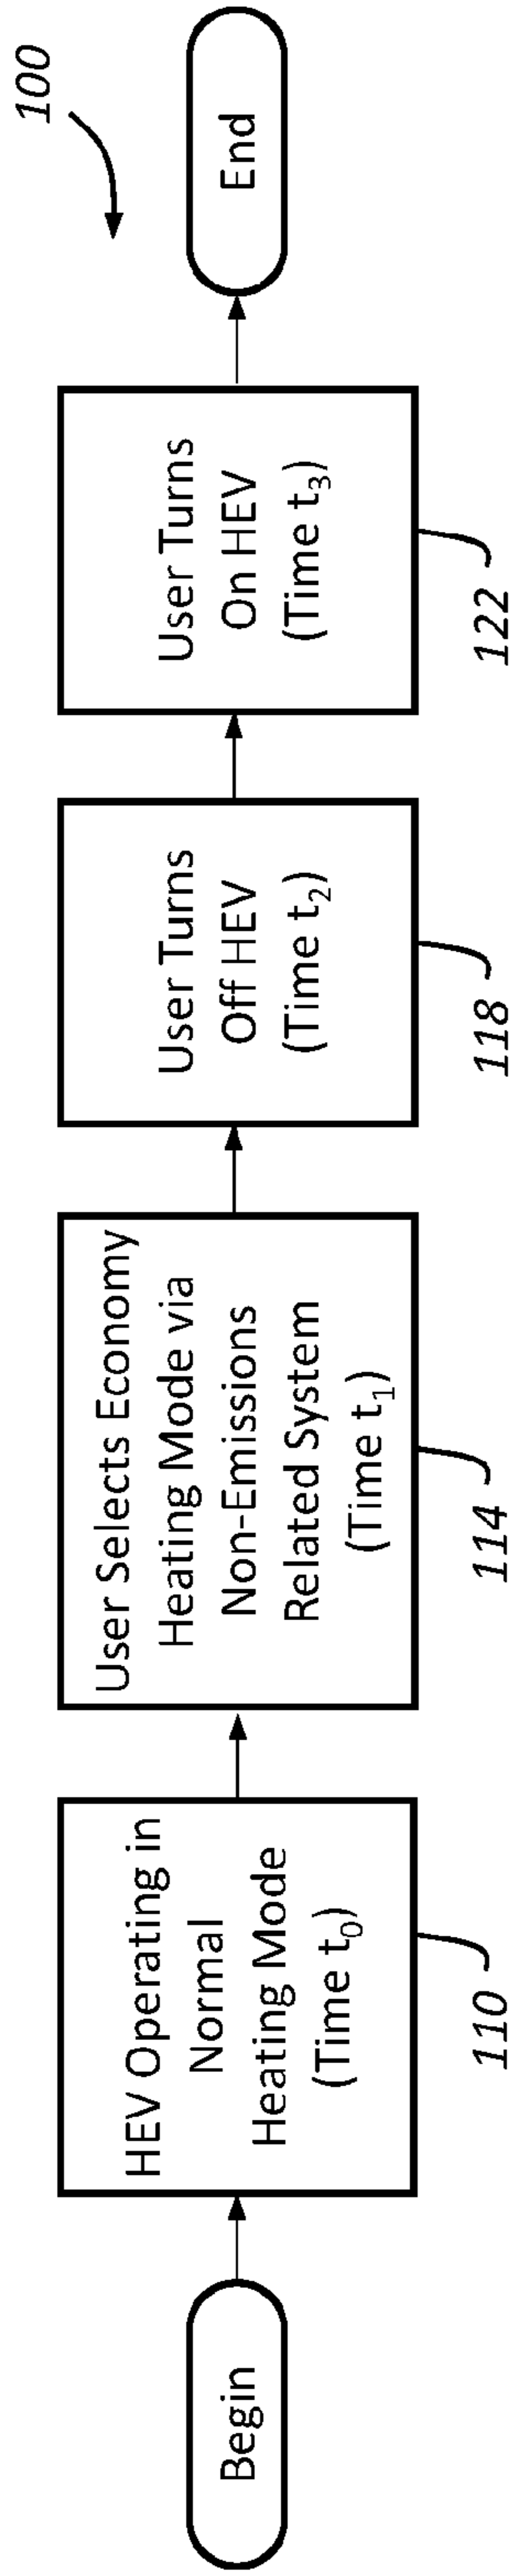 100
Begin
HEV Operating in
Normal
Heating Mode
(Time t₀)
110
User Selects Economy
Heating Mode via
Non-Emissions
Related System
(Time t₁)
114
User Turns
Off HEV
(Time t₂)
118
User Turns
On HEV
(Time t₃)
122
End